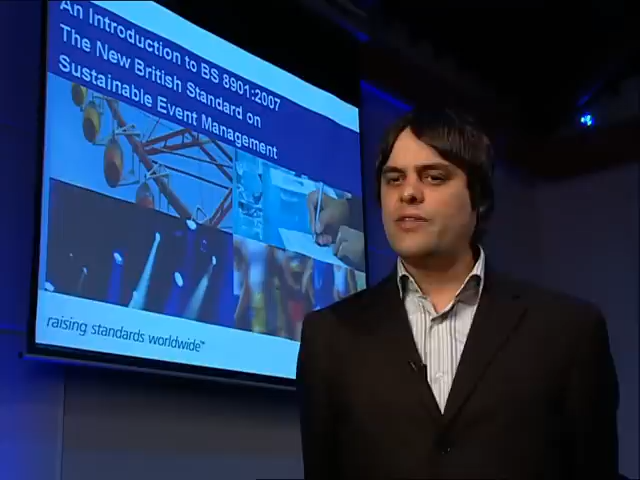 An Introduction to BS 8901:2007
The New British Standard on
Sustainable Event Management
raising standards worldwide™